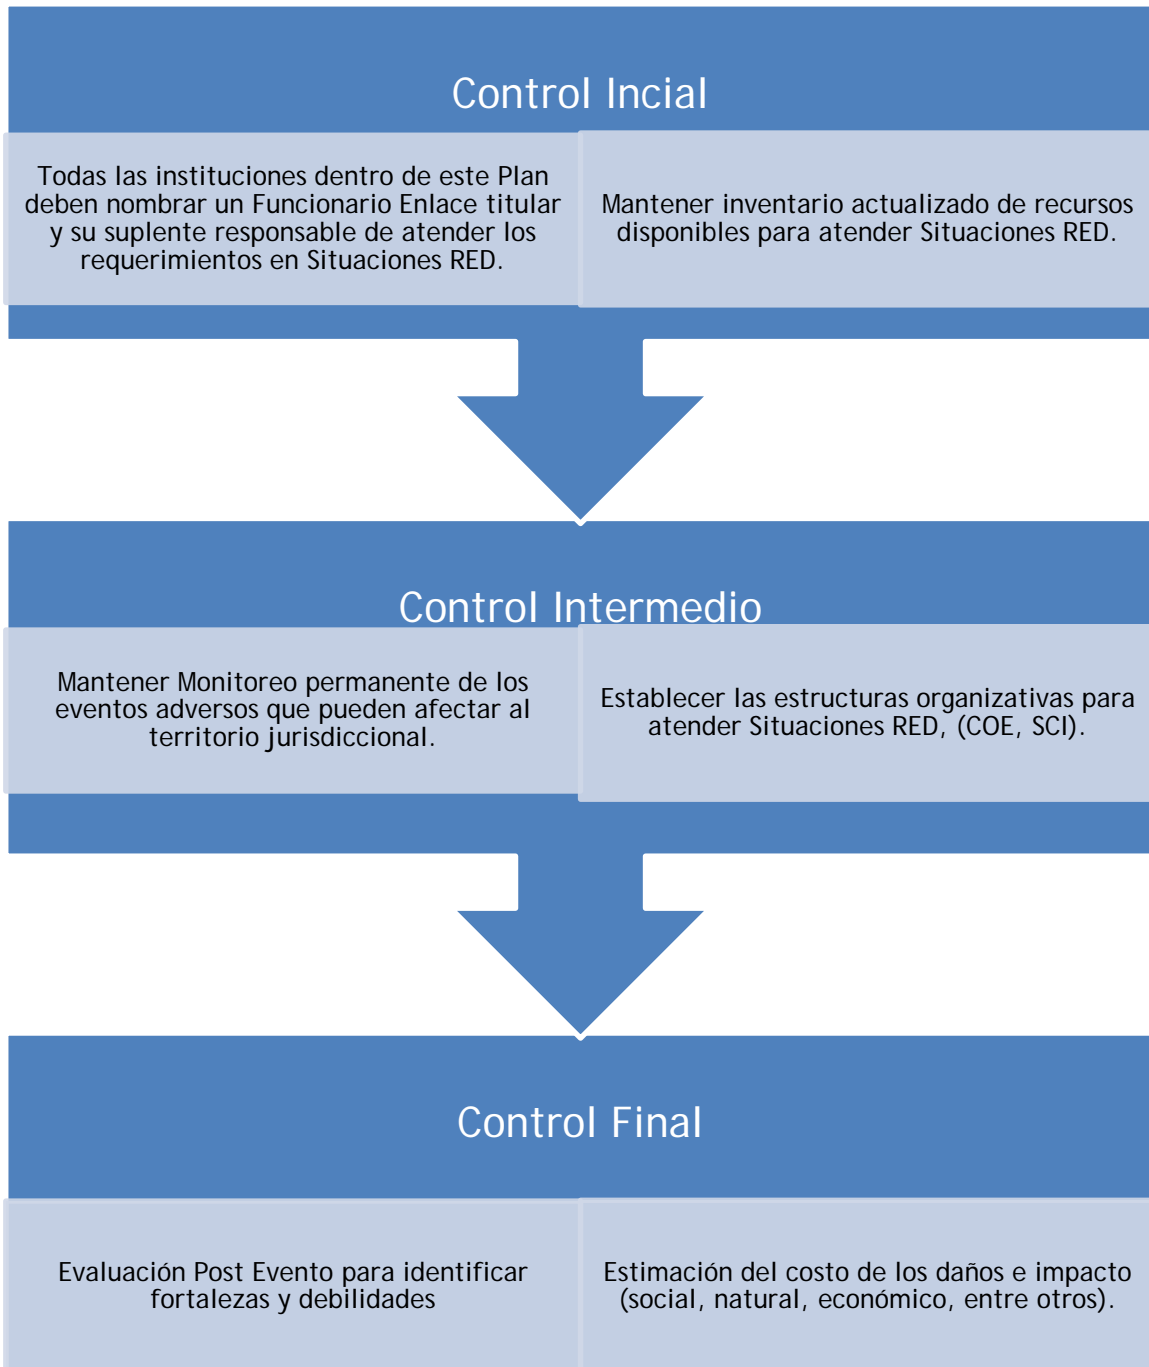 Control Incial
Todas las instituciones dentro de este Plan
deben nombrar un Funcionario Enlace titular
y su suplente responsable de atender los
requerimientos en Situaciones RED.
Mantener inventario actualizado de recursos
disponibles para atender Situaciones RED.
Control Intermedio
Mantener Monitoreo permanente de los
eventos adversos que pueden afectar al
territorio jurisdiccional.
Establecer las estructuras organizativas para
atender Situaciones RED, (COE, SCI).
Control Final
Evaluación Post Evento para identificar
fortalezas y debilidades
Estimación del costo de los daños e impacto
(social, natural, económico, entre otros).